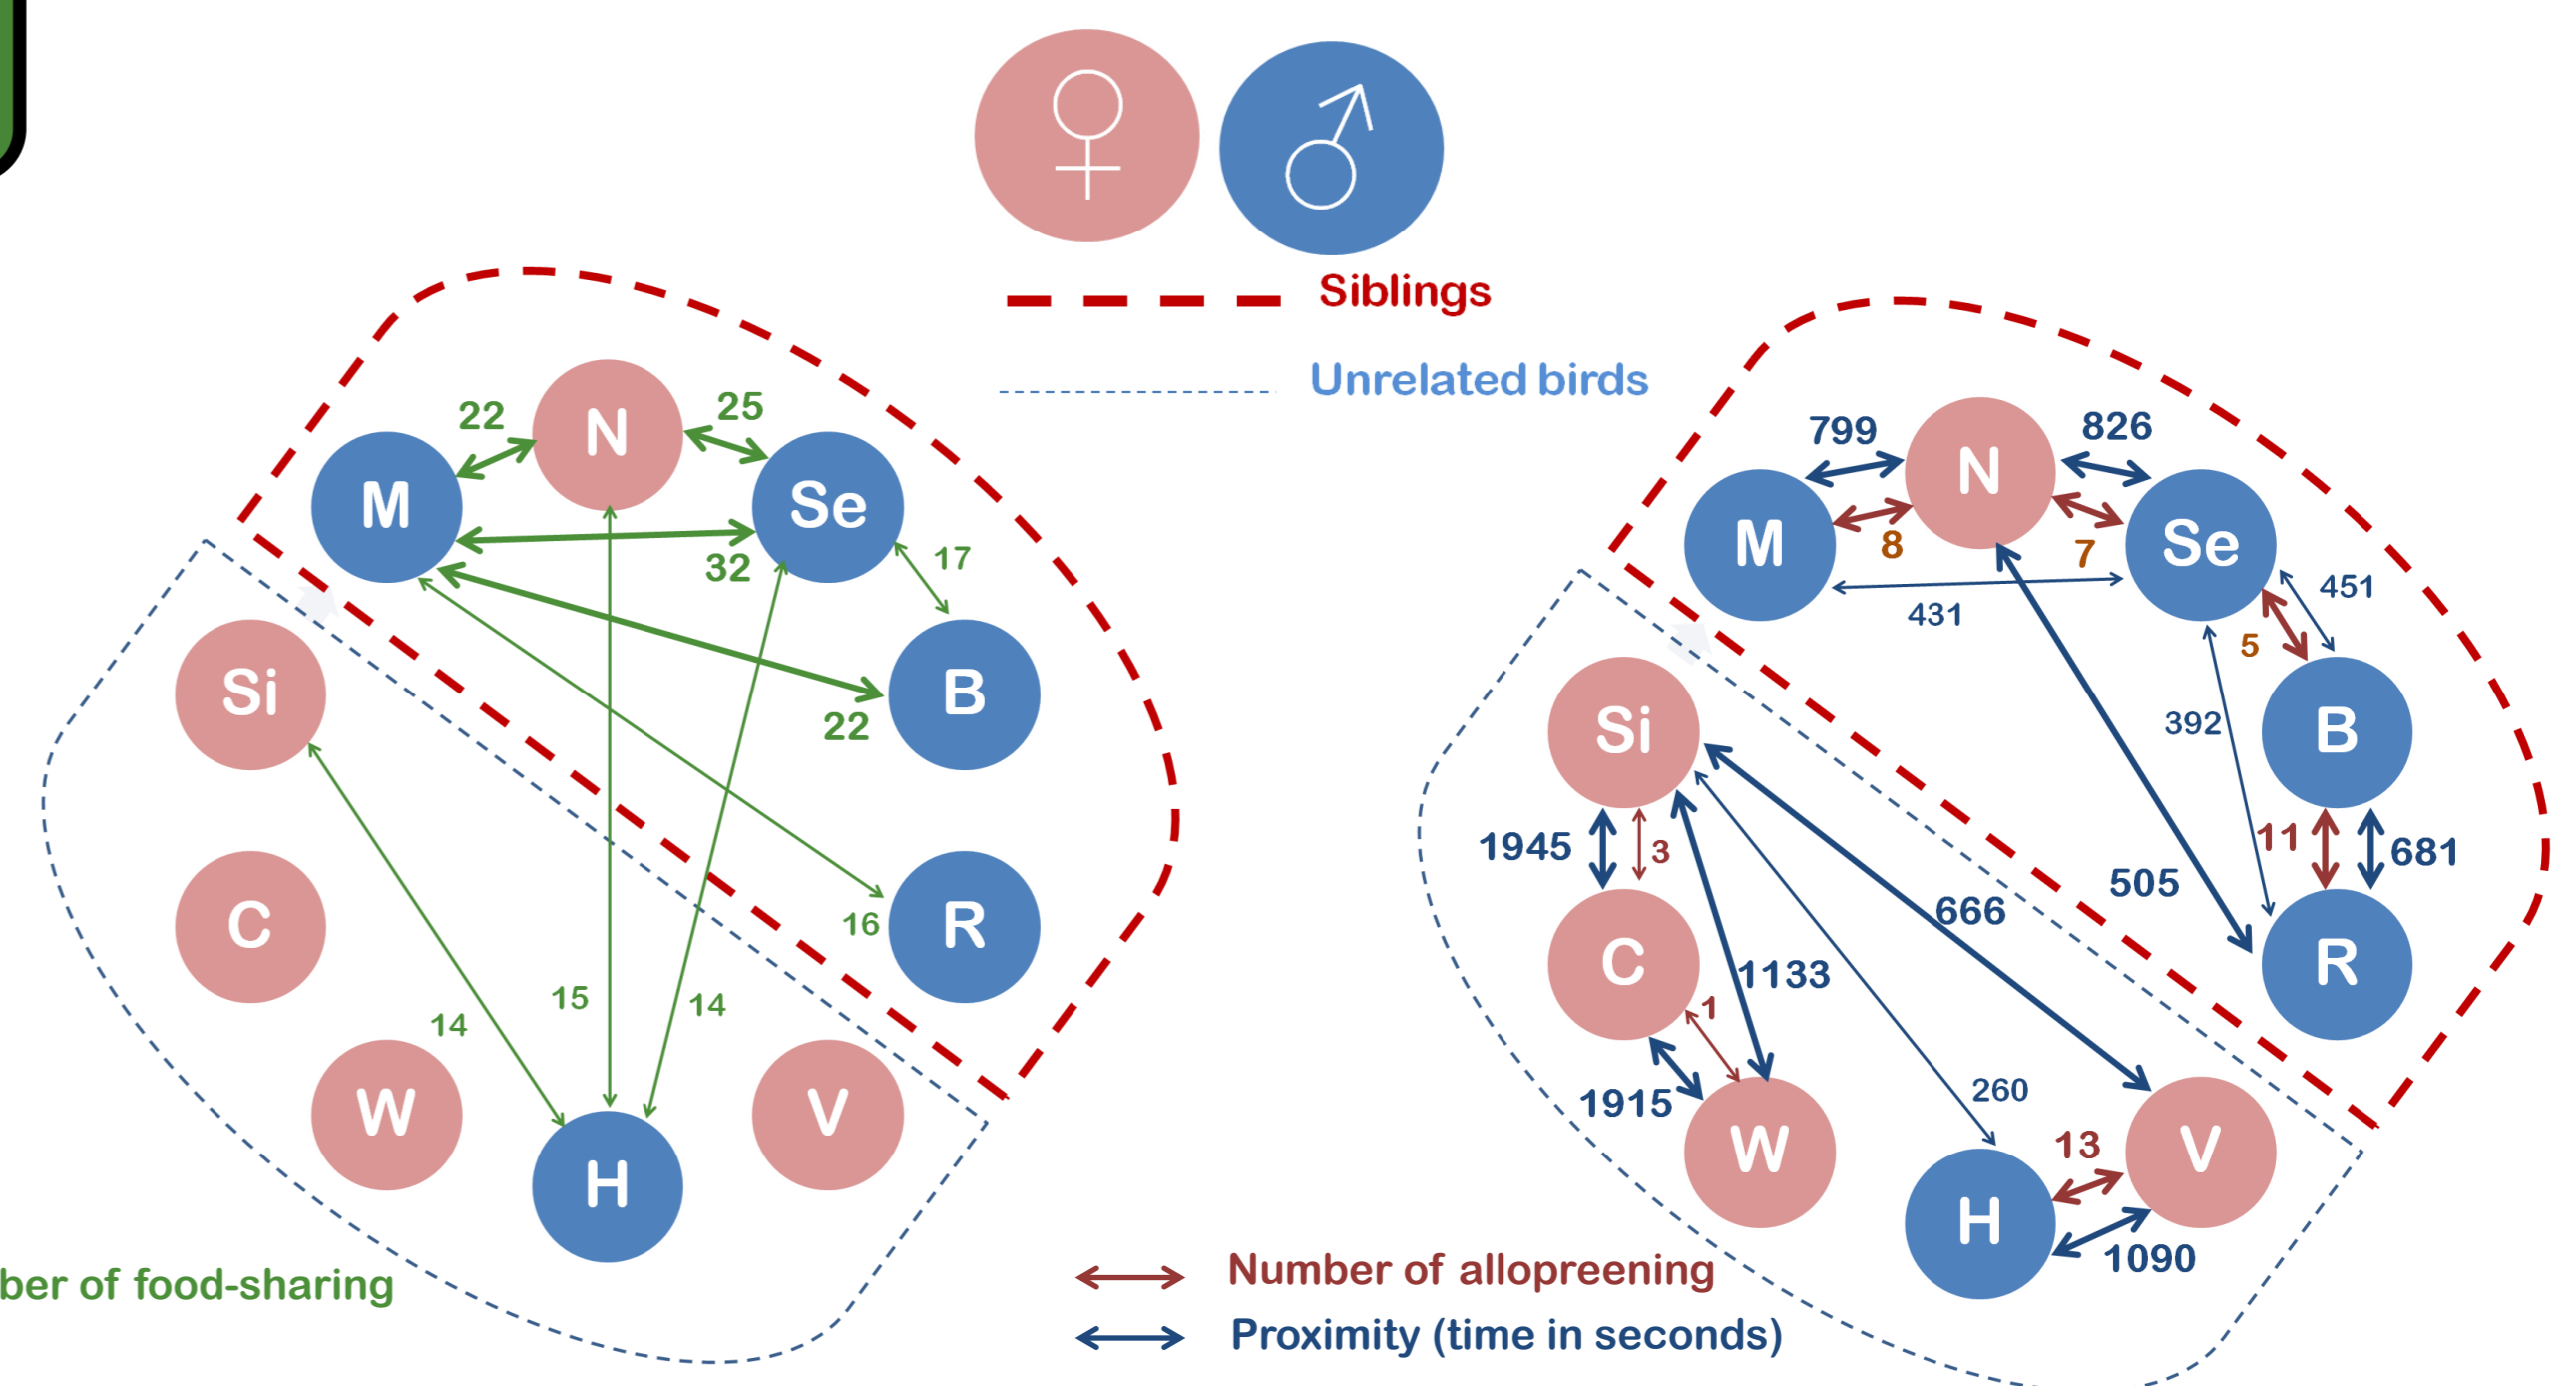 Siblings
Unrelated birds
22
N
25
M
Se
32
17
Si
B
22
C
R
16
14
15
14
W
V
H
ber of food-sharing
799
N
826
M
8
7
Se
431
451
5
Si
392
B
1945
3
11
681
505
666
C
1133
R
1
1915
260
W
13
V
H
1090
Number of allopreening
Proximity (time in seconds)